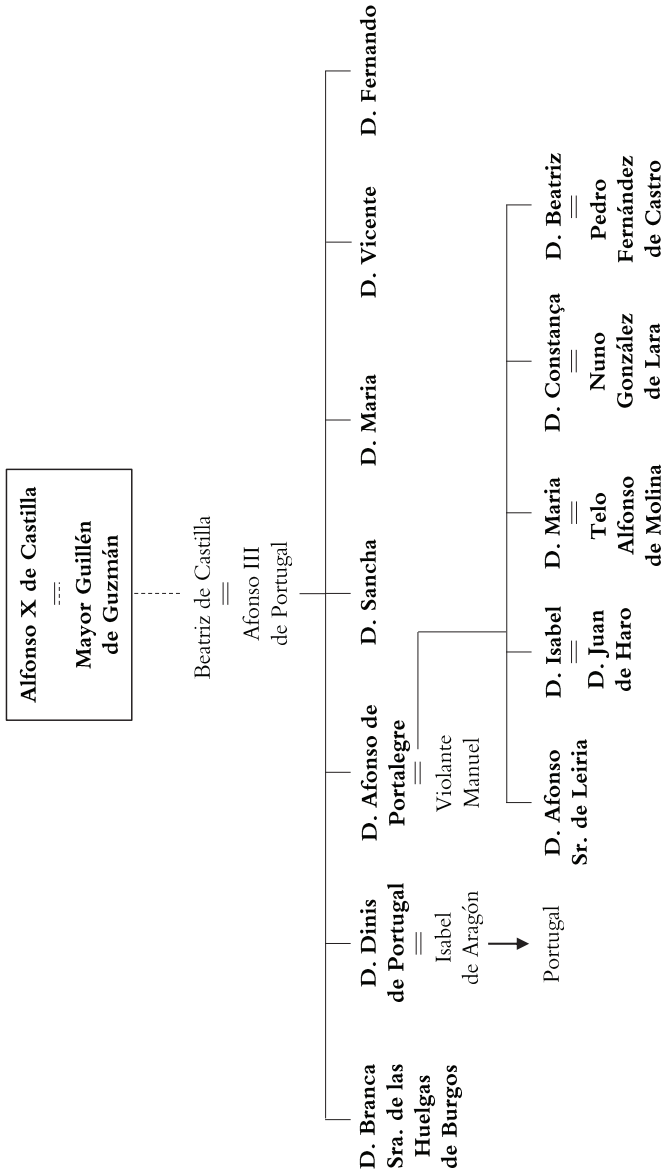 Alfonso X de Castilla
Mayor Guillén
de Guzmán
Beatriz de Castilla
Afonso III
de Portugal
D. Branca
Sra. de las
Huelgas
de Burgos
D. Dinis
de Portugal
Isabel
de Aragón
Portugal
D. Afonso de
Portalegre
Violante
Manuel
D. Sancha
D. Maria
D. Vicente
D. Fernando
D. Afonso
Sr. de Leiria
D. Isabel
D. Juan
de Haro
D. Maria
Telo
Alfonso
de Molina
D. Constança
Nuno
González
de Lara
D. Beatriz
Pedro
Fernández
de Castro